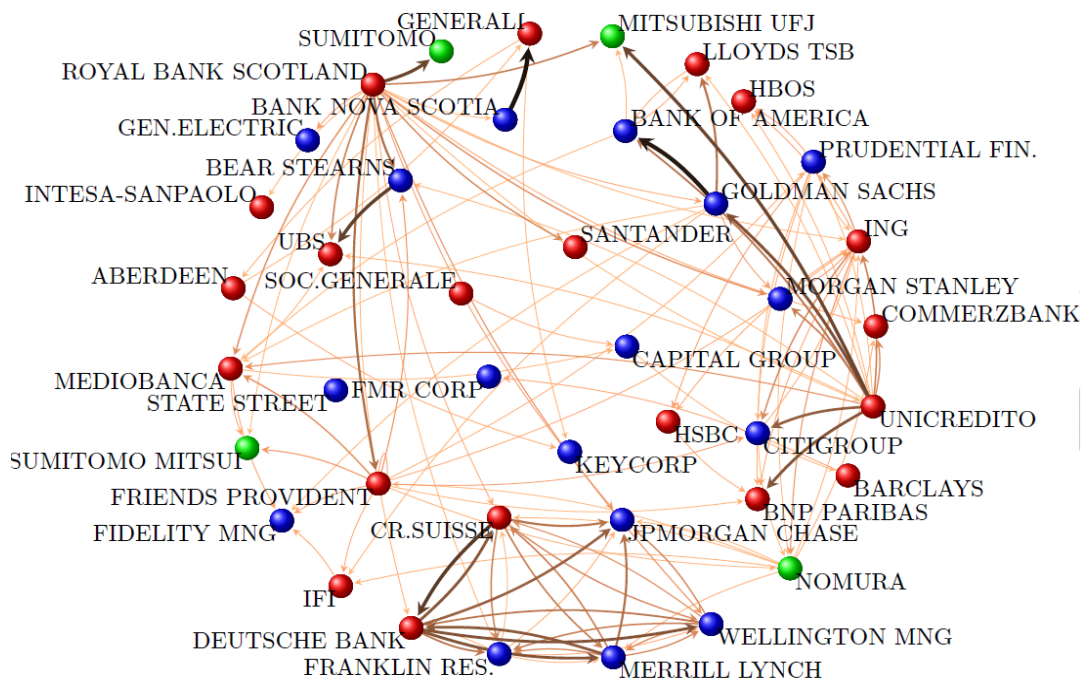 GENERALI
MITSUBISHI UFJ
SUMITOMO
LLOYDS TSB
ROYAL BANK SCOTLAND
HBOS
BANK NOVA SCOTIA
BANK OF AMERICA
GEN.ELECTRIC
PRUDENTIAL FIN.
BEAR STEARNS
GOLDMAN SACHS
INTESA-SANPAOLO
ING
SANTANDER
UBS
ABERDEEN
SOC.GENERALE
MORGAN STANLEY
COMMERZBANK
CAPITAL GROUP
MEDIOBANCA
FMR CORP
STATE STREET
UNICREDITO
HSBC
CITIGROUP
SUMITOMO MITSUI
KEYCORP
BARCLAYS
FRIENDS PROVIDENT
BNP PARIBAS
FIDELITY MNG
CR.SUISSE
JPMORGAN CHASE
NOMURA
IFI
DEUTSCHE BANK
WELLINGTON MNG
FRANKLIN RES.
MERRILL LYNCH